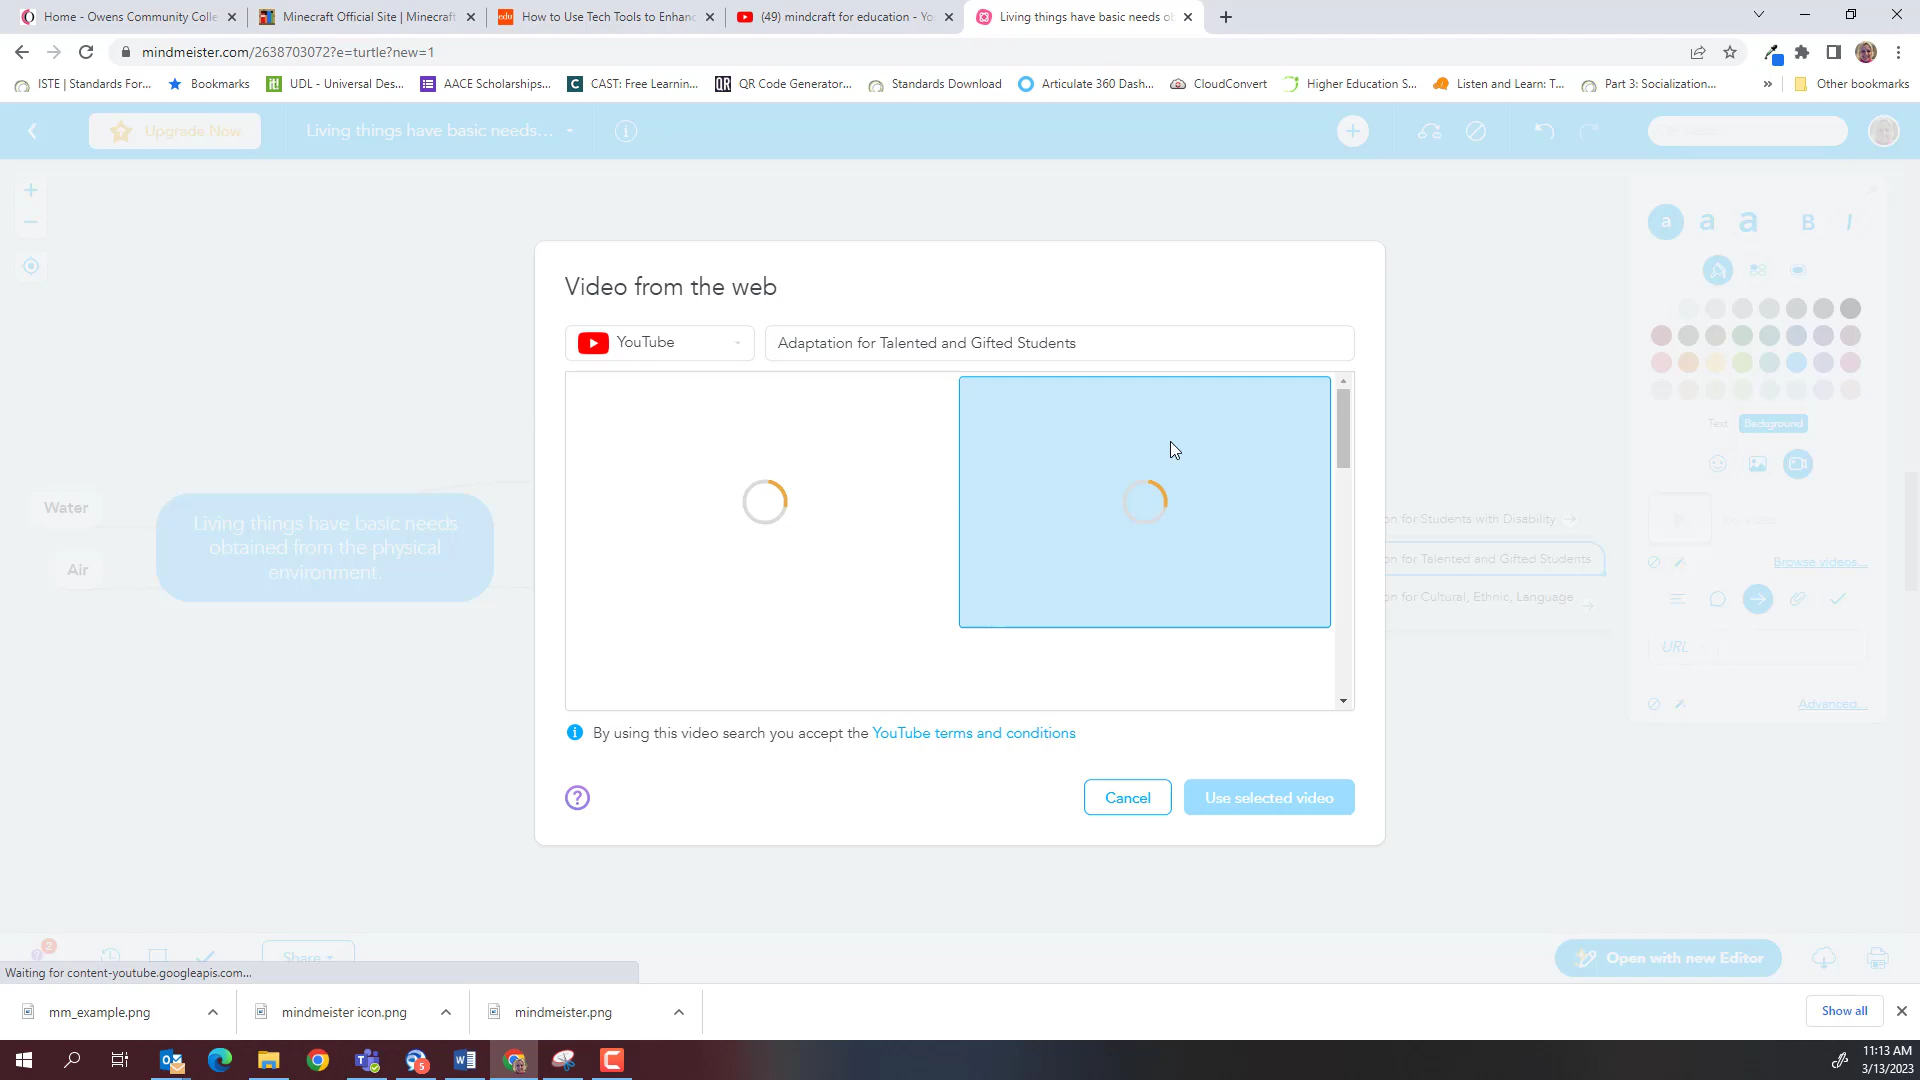 Home - Owens Community Colle
Minecraft Official Site | Minecraft
edu How to Use Tech Tools to Enhanc
(49) mindcraft for education - Yo
Living things have basic needs o
mindmeister.com/2638703072?e=turtle?new=1
ISTE | Standards For...
Bookmarks
it! UDL - Universal Des...
AACE Scholarships...
C CAST: Free Learnin...
QR QR Code Generator...
Standards Download
Articulate 360 Dash...
CloudConvert
Higher Education S...
Listen and Learn: T...
Part 3: Socialization...
» Other bookmarks
Upgrade Now
Living things have basic needs...
a a a B I
Video from the web
YouTube
Adaptation for Talented and Gifted Students
Text Background
Water
Air
Living things have basic needs
obtained from the physical
environment.
on for Students with Disability
on for Talented and Gifted Students
on for Cultural, Ethnic, Language
Browse videos...
URL
Advanced...
By using this video search you accept the YouTube terms and conditions
?
Cancel
Use selected video
2
Share
Open with new Editor
Waiting for content-youtube.googleapis.com...
mm_example.png
mindmeister icon.png
mindmeister.png
Show all
5
11:13 AM
3/13/2023